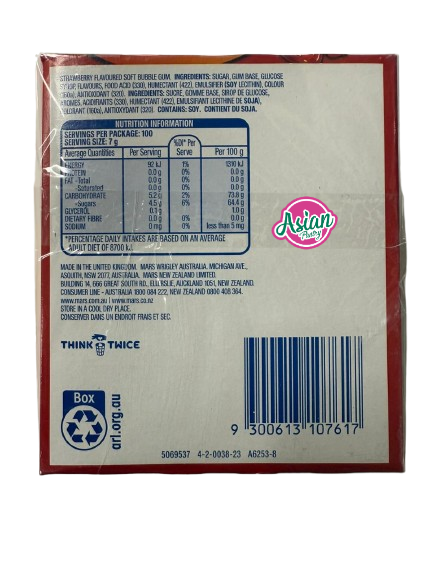 STRAWBERRY FLAVOURED SOFT BUBBLE GUM. INGREDIENTS: SUGAR, GUM BASE, GLUCOSE
FLAVOURS, FOOD ACID (330), HUMECTANT (422), EMULSIFIER (SOY LECITHIN), COLOUR
(160a), ANTIOXIDANT (320). INGREDIENTS: SUCRE, GOMME BASE, SIROP DE GLUCOSE,
ARÔMES, ACIDIFIANTS (330), HUMECTANT (422), EMULSIFIANT (LECITHINE DE SOJA),
COLORANT (160a), ANTIOXYDANT (320). CONTAINS: SOY. CONTIENT DU SOJA.
NUTRITION INFORMATION
SERVINGS PER PACKAGE: 100
SERVING SIZE: 7 g
Average Quantities Per Serving %DI* Per Serve Per 100 g
ENERGY 92 kJ 1% 1310 kJ
PROTEIN 0.0 g 0% 0.0 g
FAT -Total 0.0 g 0% 0.0 g
-Saturated 0.0 g 0% 0.0 g
CARBOHYDRATE 5.2 g 2% 73.8 g
-Sugars 4.5 g 6% 64.4 g
GLYCEROL 0.1 g 1.0 g
DIETARY FIBRE 0.0 g 0% 0.0 g
SODIUM 0 mg 0% less than 5 mg
*PERCENTAGE DAILY INTAKES ARE BASED ON AN AVERAGE
ADULT DIET OF 8700 kJ
Asian
Pantry
MADE IN THE UNITED KINGDOM. MARS WRIGLEY AUSTRALIA, MICHIGAN AVE.,
ASQUITH, NSW 2077, AUSTRALIA. MARS NEW ZEALAND LIMITED,
BUILDING 14, 666 GREAT SOUTH RD., ELLERSLIE, AUCKLAND 1051, NEW ZEALAND.
CONSUMER LINE - AUSTRALIA 1800 084 222, NEW ZEALAND 0800 408 364.
www.mars.com.au | www.mars.co.nz
STORE IN A COOL DRY PLACE.
CONSERVER DANS UN ENDROIT FRAIS ET SEC.
THINK TWICE
Box
arl.org.au
9 300613 107617
5069537 4-2-0038-23 A6253-8